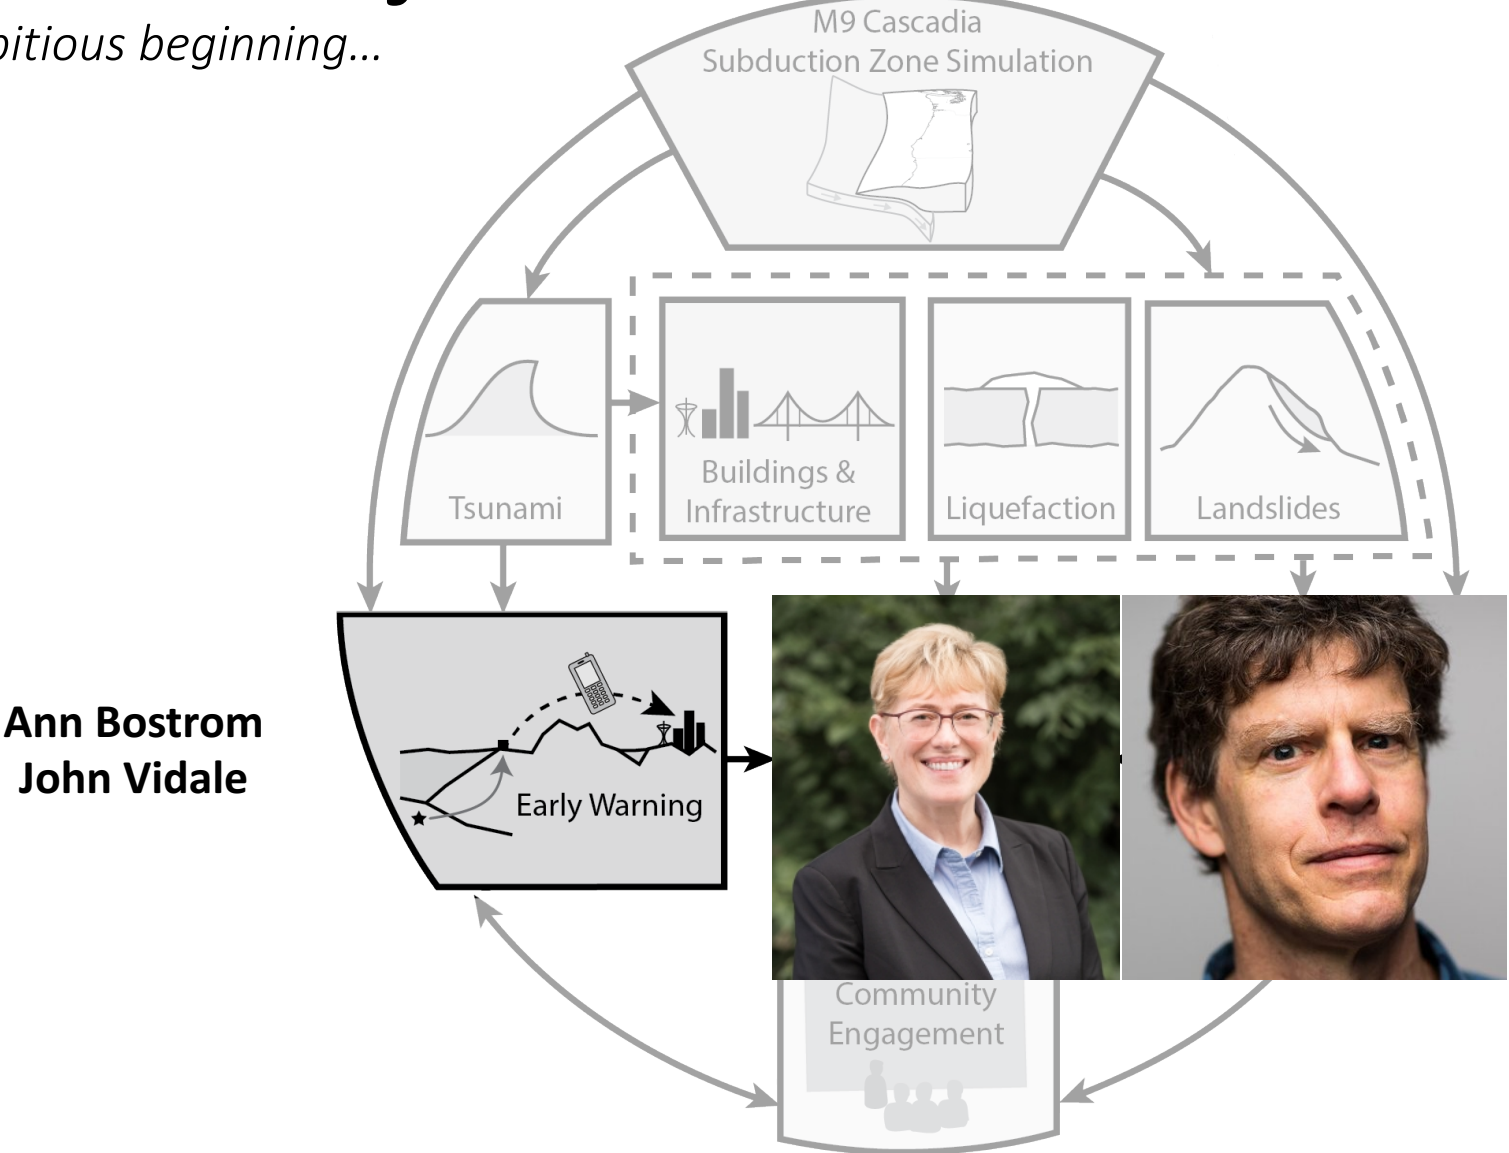 bitious beginning...
M9 Cascadia
Subduction Zone Simulation
Tsunami
Buildings &
Infrastructure
Liquefaction
Landslides
Ann Bostrom
John Vidale
Early Warning
Community
Engagement